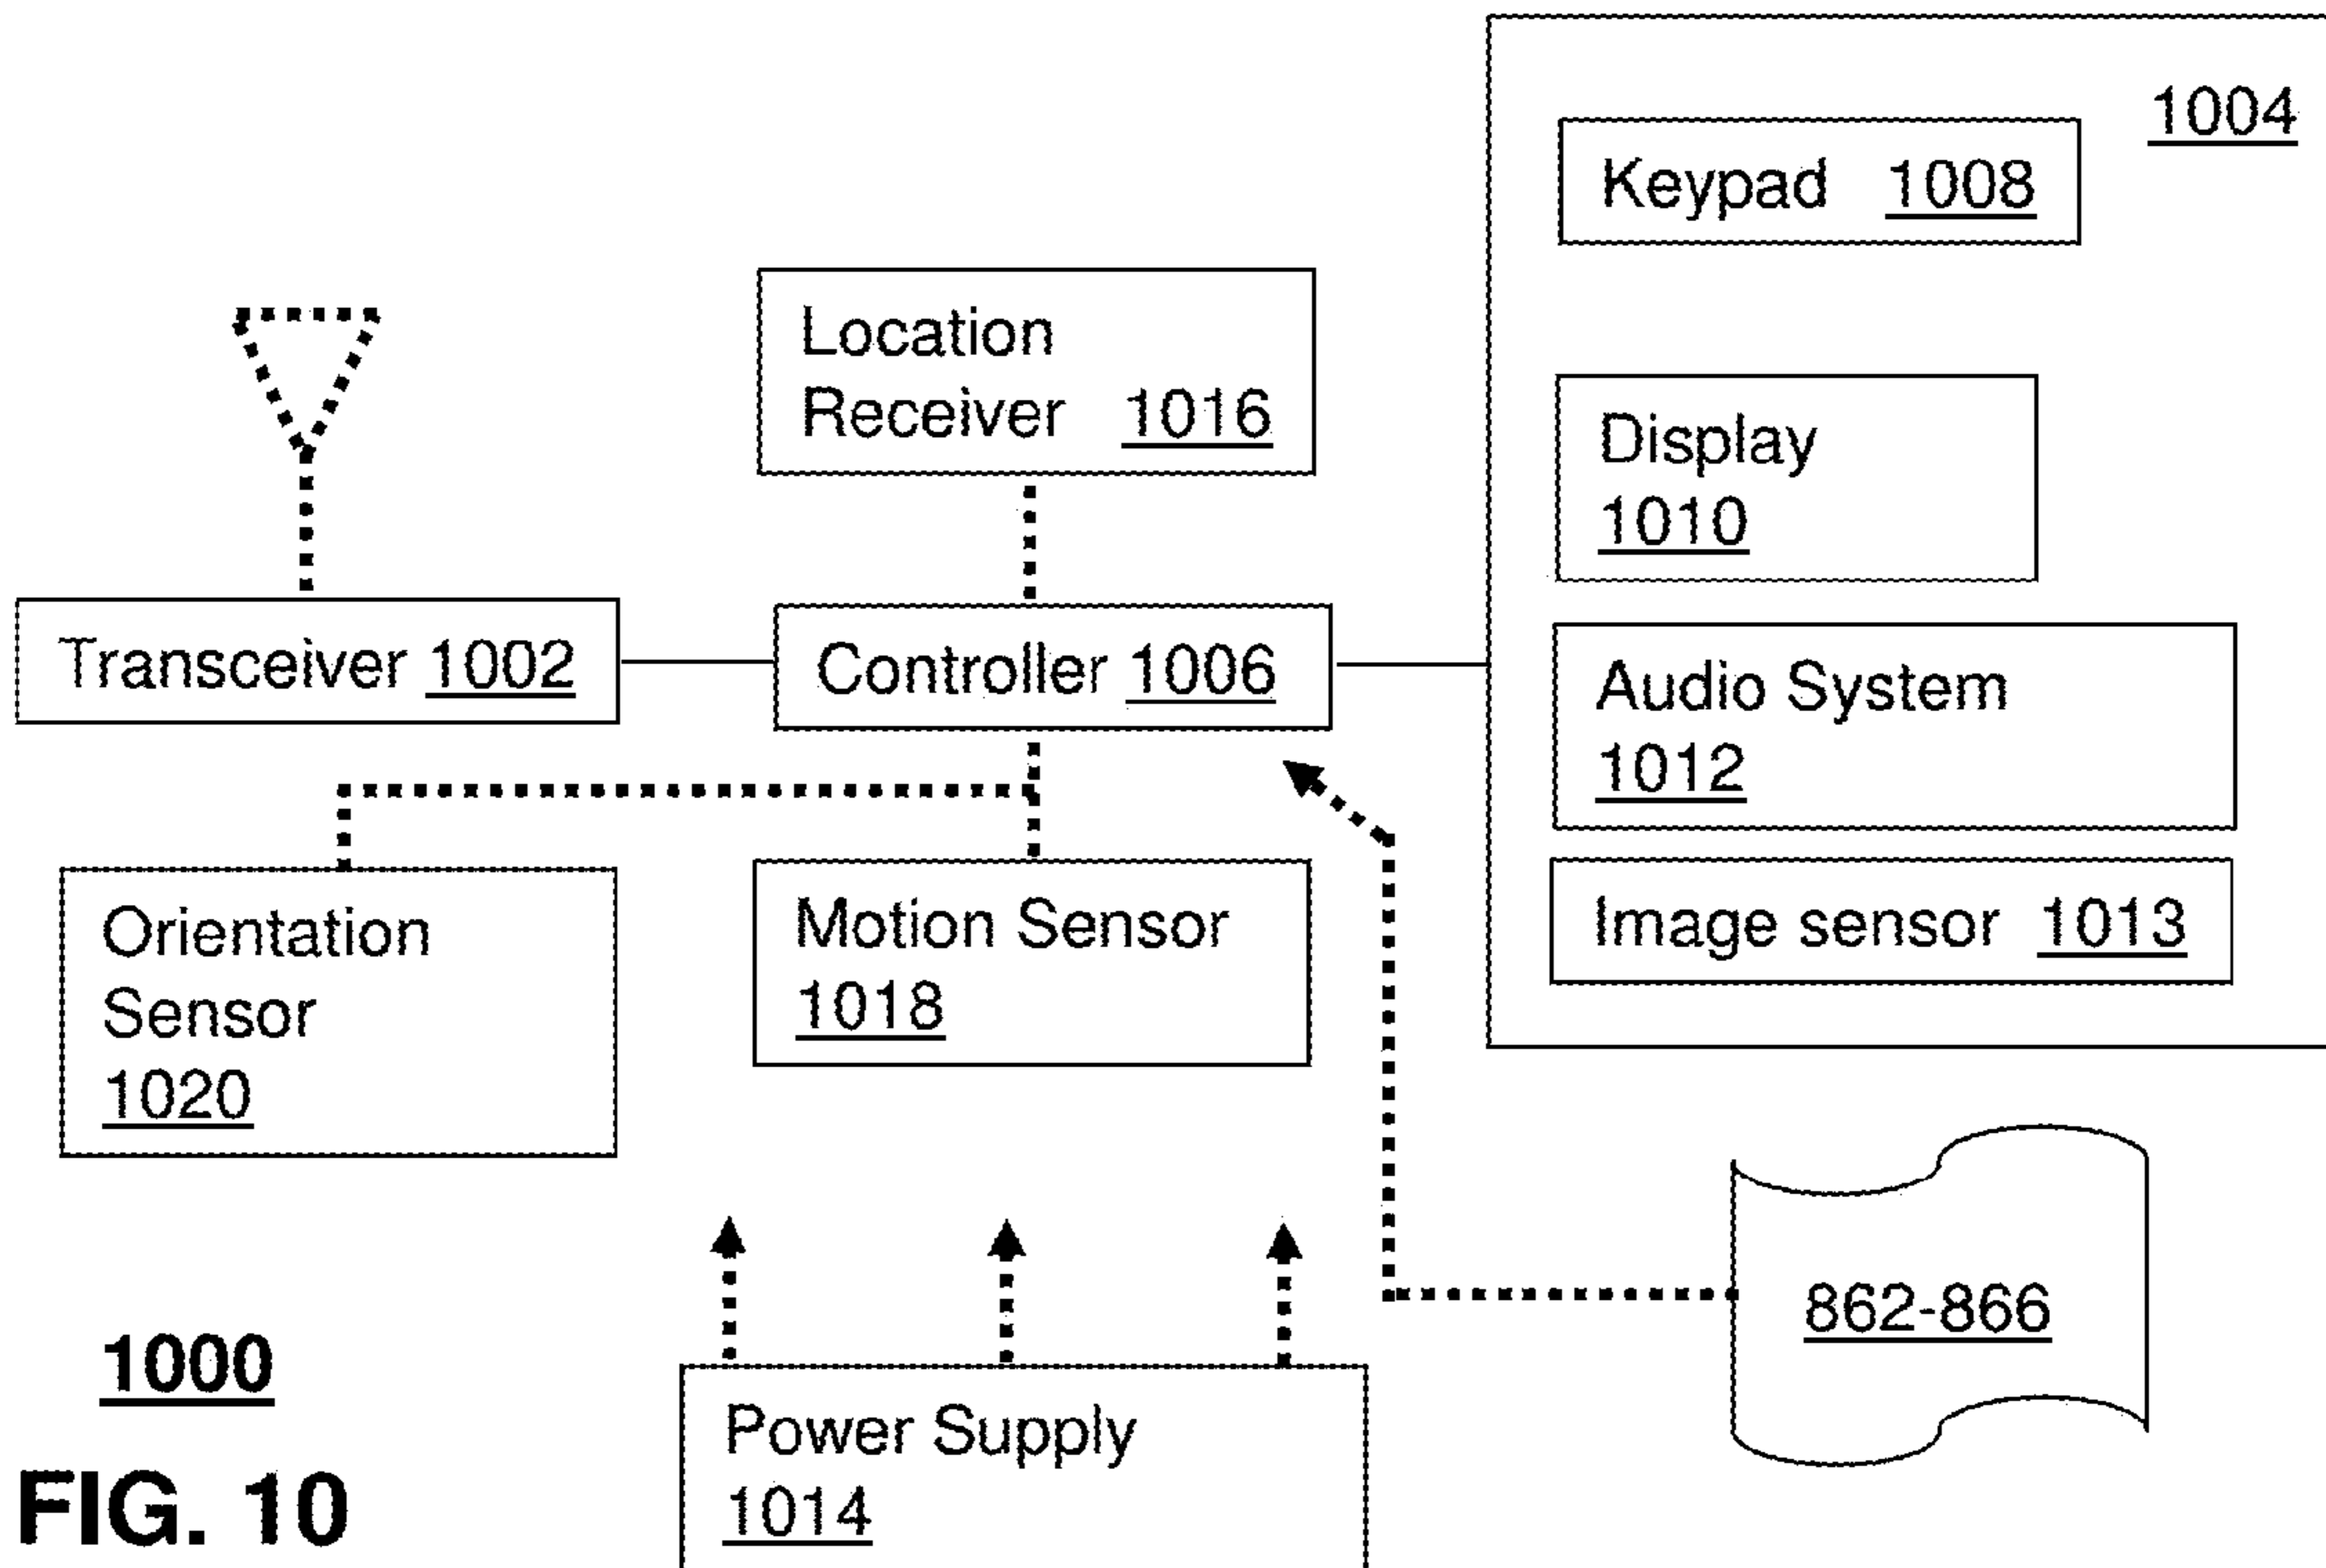 1004
Keypad 1008
Location
Receiver 1016
Display
1010
Transceiver 1002
Controller 1006
Audio System
1012
Orientation
Sensor
1020
Motion Sensor
1018
Image sensor 1013
862-866
1000
Power Supply
1014
FIG. 10